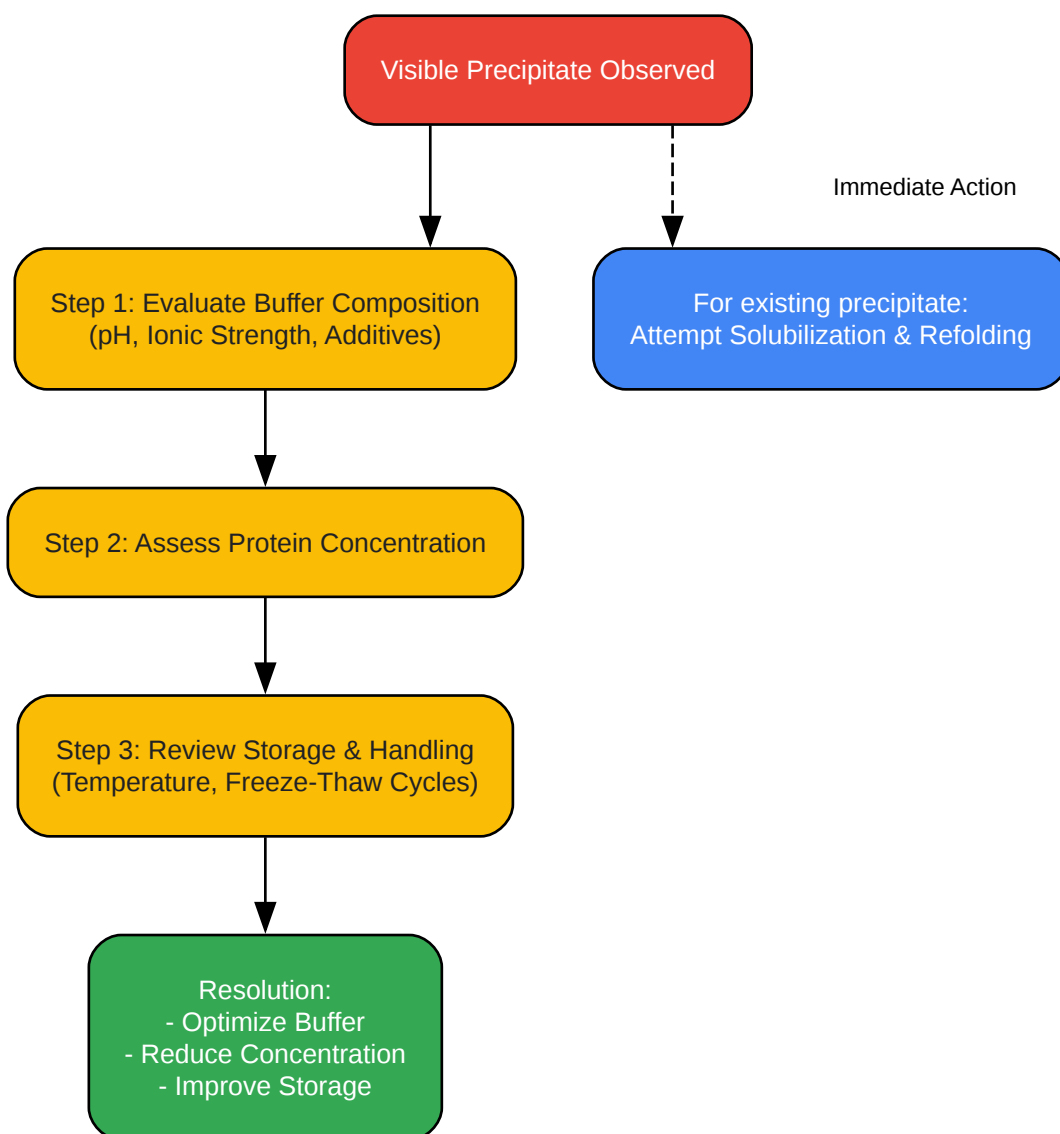 Visible Precipitate Observed
Immediate Action
Step 1: Evaluate Buffer Composition
(pH, Ionic Strength, Additives)
For existing precipitate:
Attempt Solubilization & Refolding
Step 2: Assess Protein Concentration
Step 3: Review Storage & Handling
(Temperature, Freeze-Thaw Cycles)
Resolution:
- Optimize Buffer
- Reduce Concentration
- Improve Storage